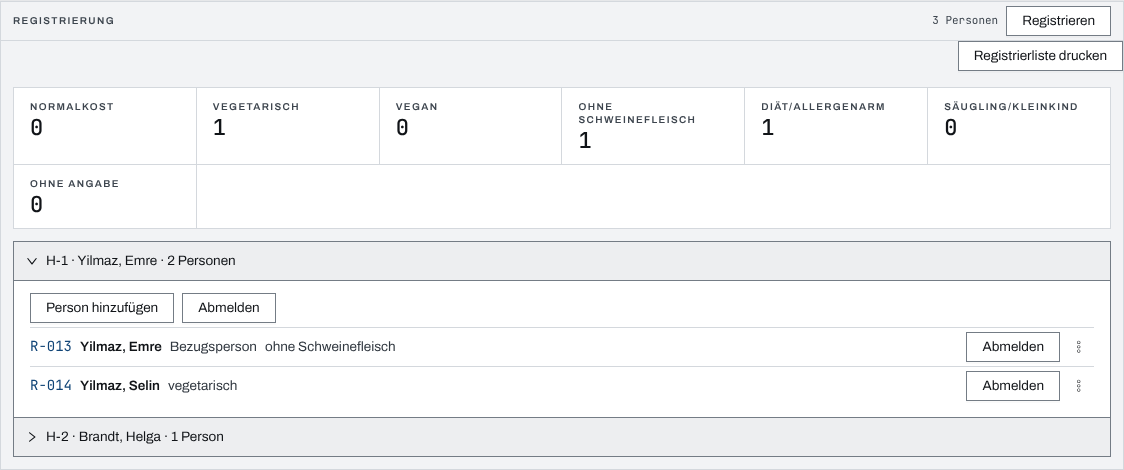 REGISTRIERUNG
3 Personen
Registrieren
Registrierliste drucken
NORMALKOST
0
VEGETARISCH
1
VEGAN
0
OHNE
SCHWEINEFLEISCH
1
DIÄT/ALLERGENARM
1
SÄUGLING/KLEINKIND
0
OHNE ANGABE
0
H-1 · Yilmaz, Emre · 2 Personen
Person hinzufügen
Abmelden
R-013 Yilmaz, Emre Bezugsperson ohne Schweinefleisch
Abmelden
R-014 Yilmaz, Selin vegetarisch
Abmelden
H-2 · Brandt, Helga · 1 Person